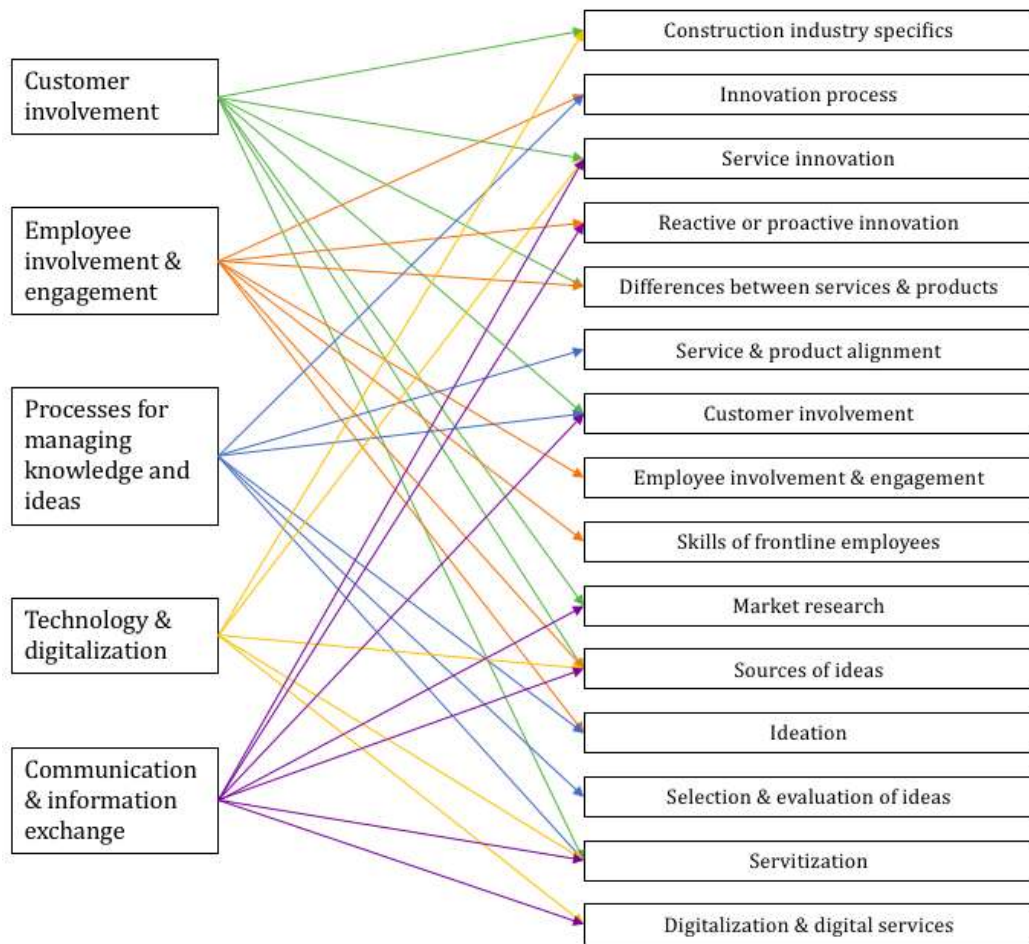 Customer
involvement
Employee
involvement &
engagement
Processes for
managing
knowledge and
ideas
Technology &
digitalization
Communication
& information
exchange
Construction industry specifics
Innovation process
Service innovation
Reactive or proactive innovation
Differences between services & products
Service & product alignment
Customer involvement
Employee involvement & engagement
Skills of frontline employees
Market research
Sources of ideas
Ideation
Selection & evaluation of ideas
Servitization
Digitalization & digital services